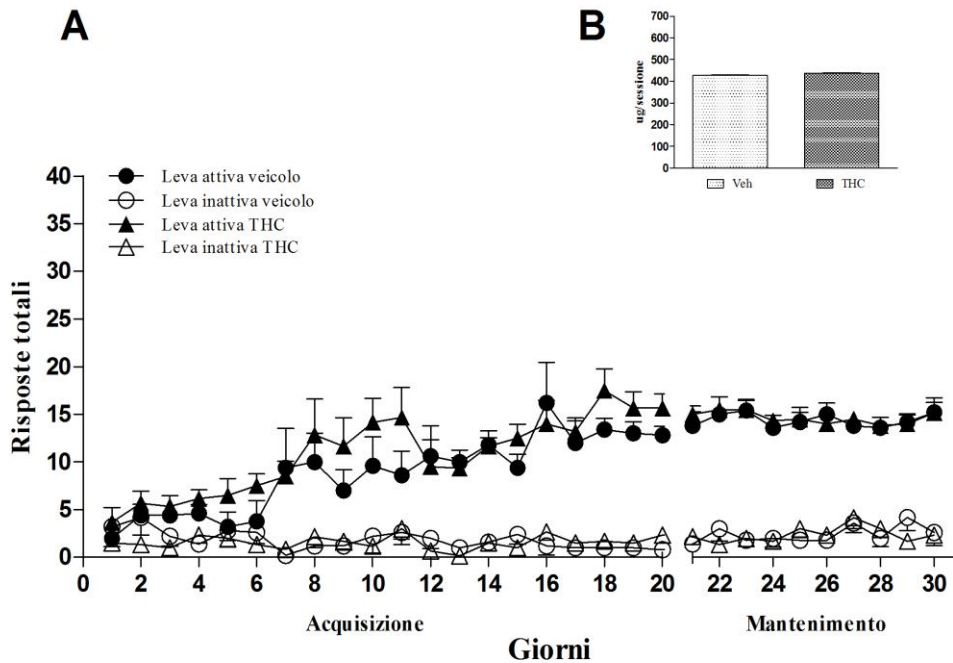 A
B
700
600
500
400
300
200
100
0
ug/sessione
Veh
THC
Leva attiva veicolo
Leva inattiva veicolo
Leva attiva THC
Leva inattiva THC
40
35
30
25
20
15
10
5
0
Risposte totali
0 2 4 6 8 10 12 14 16 18 20 22 24 26 28 30
Acquisizione
Mantenimento
Giorni